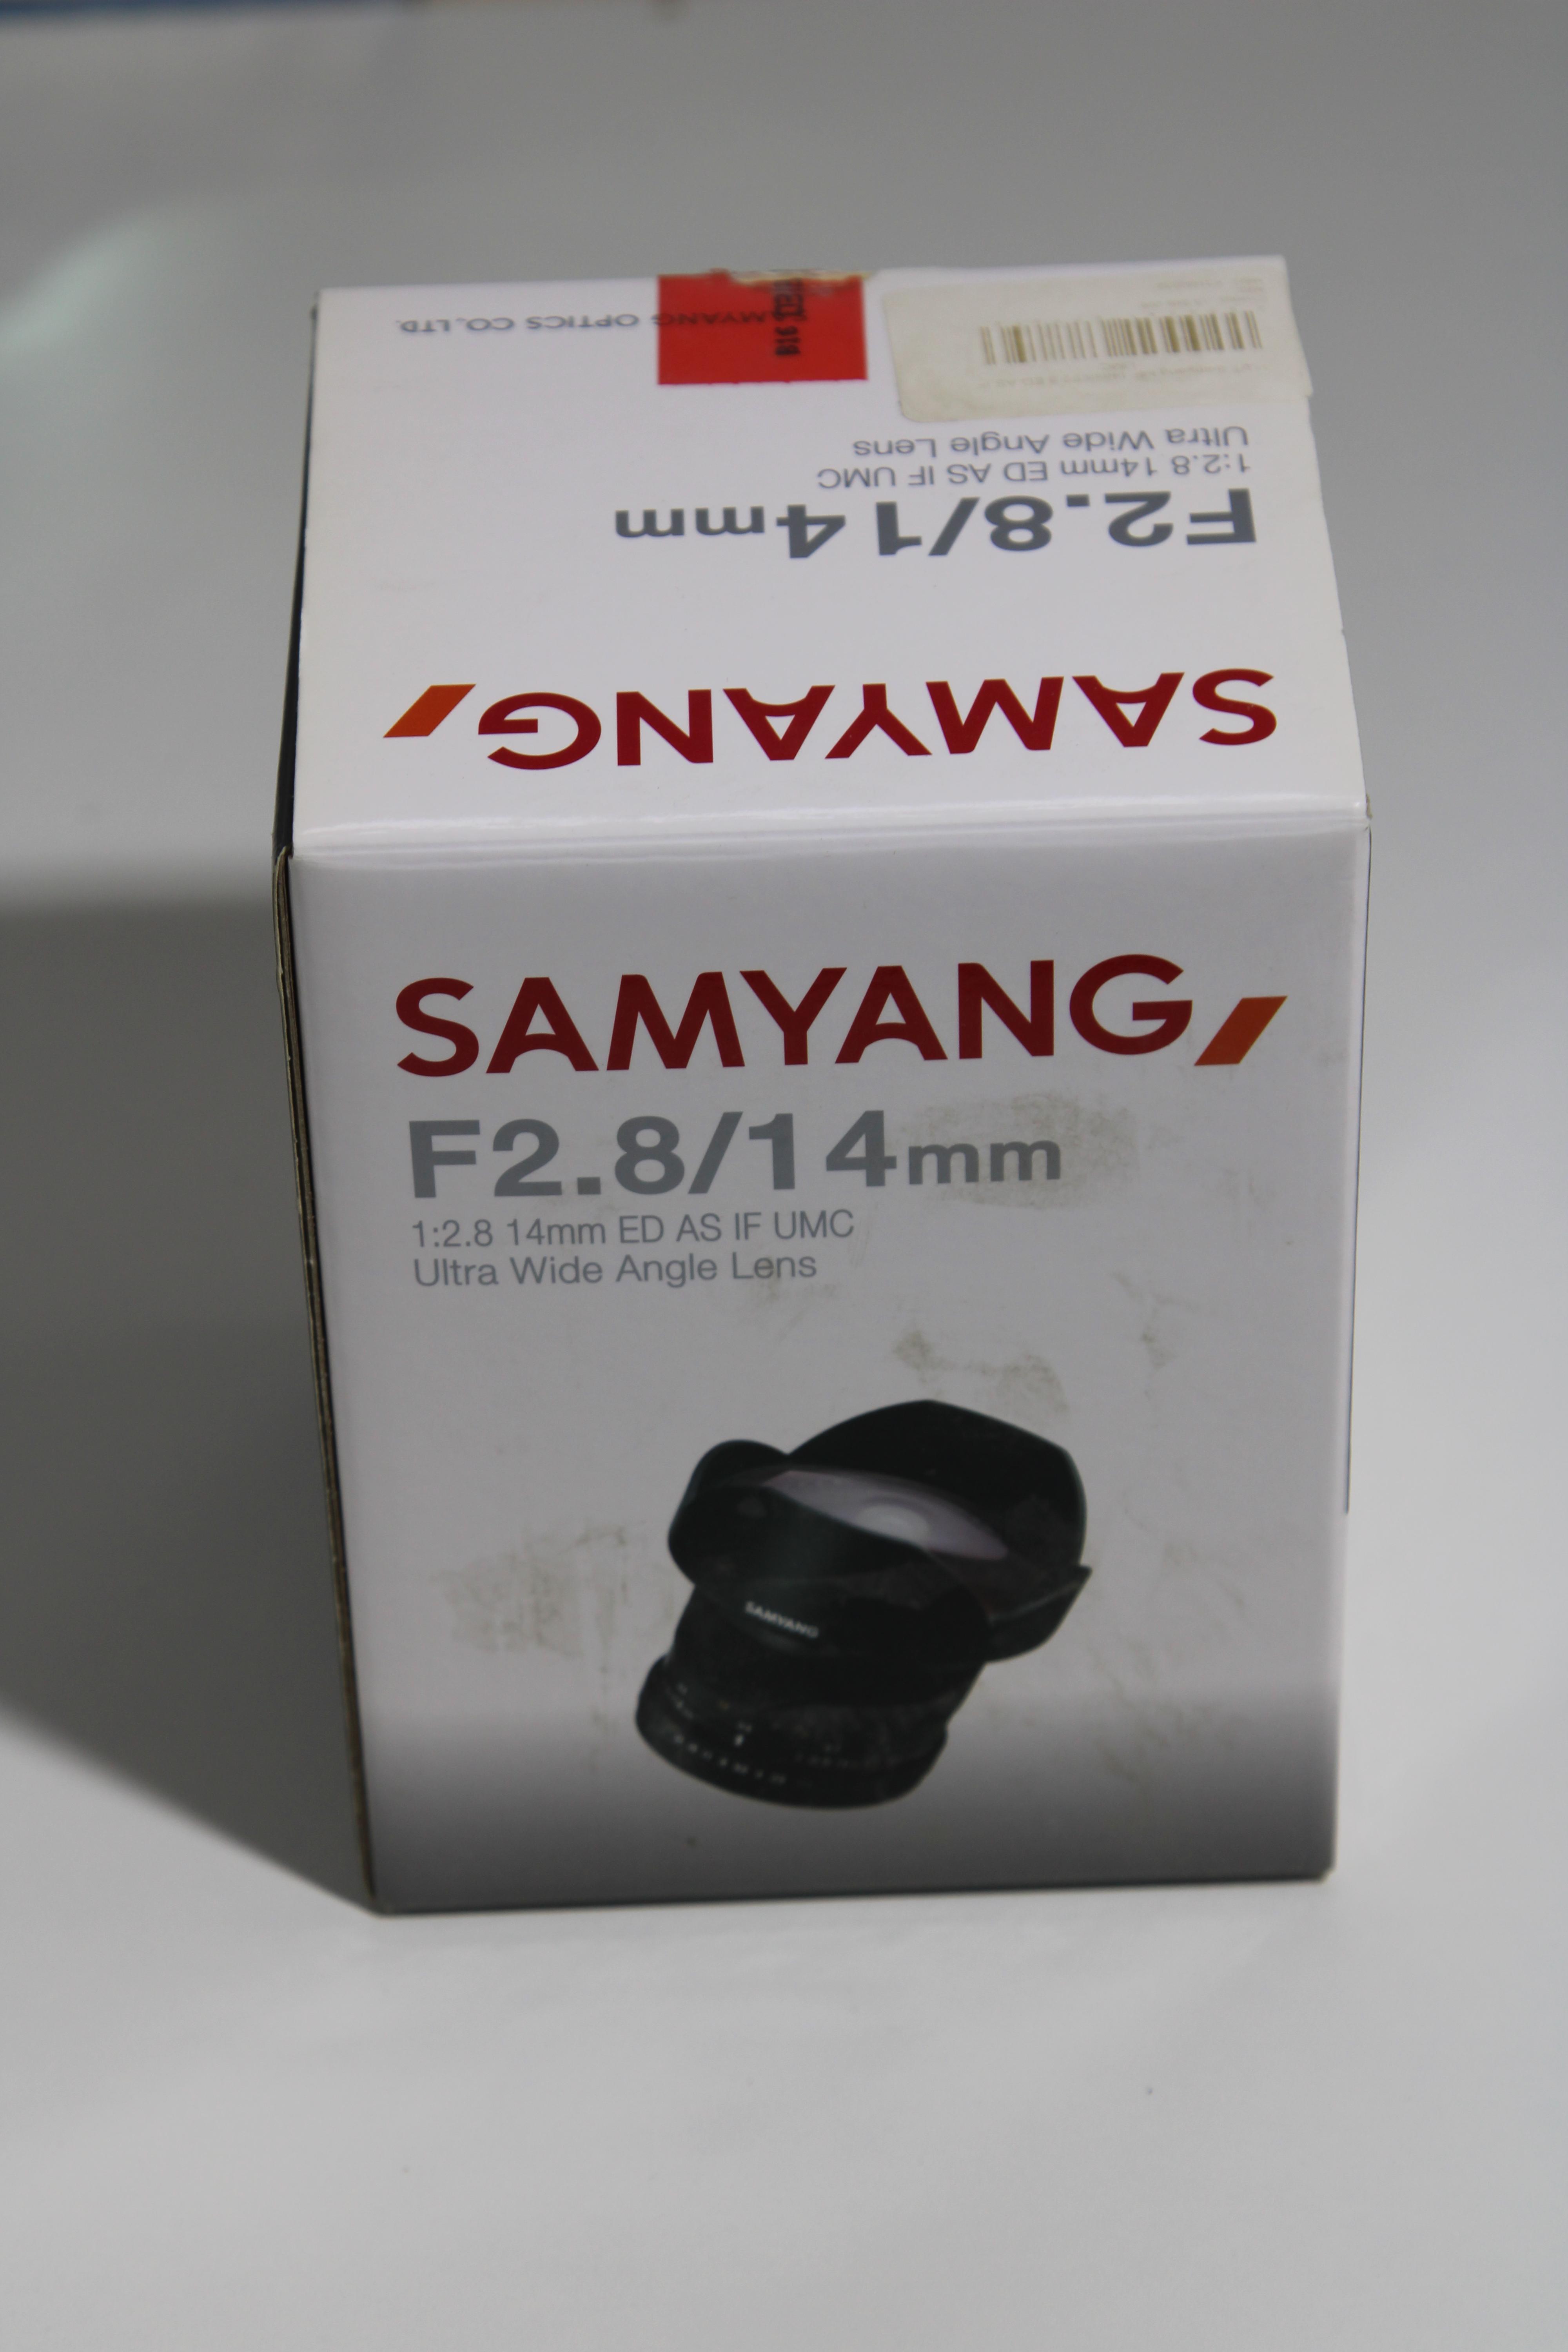 SAMYANG
F2.8/14mm
1:2.8 14mm ED AS IF UMC
Ultra Wide Angle Lens
SAMYANG OPTICS CO., LTD.
SAMYANG
F2.8/14mm
1:2.8 14mm ED AS IF UMC
Ultra Wide Angle Lens
SAMYANG